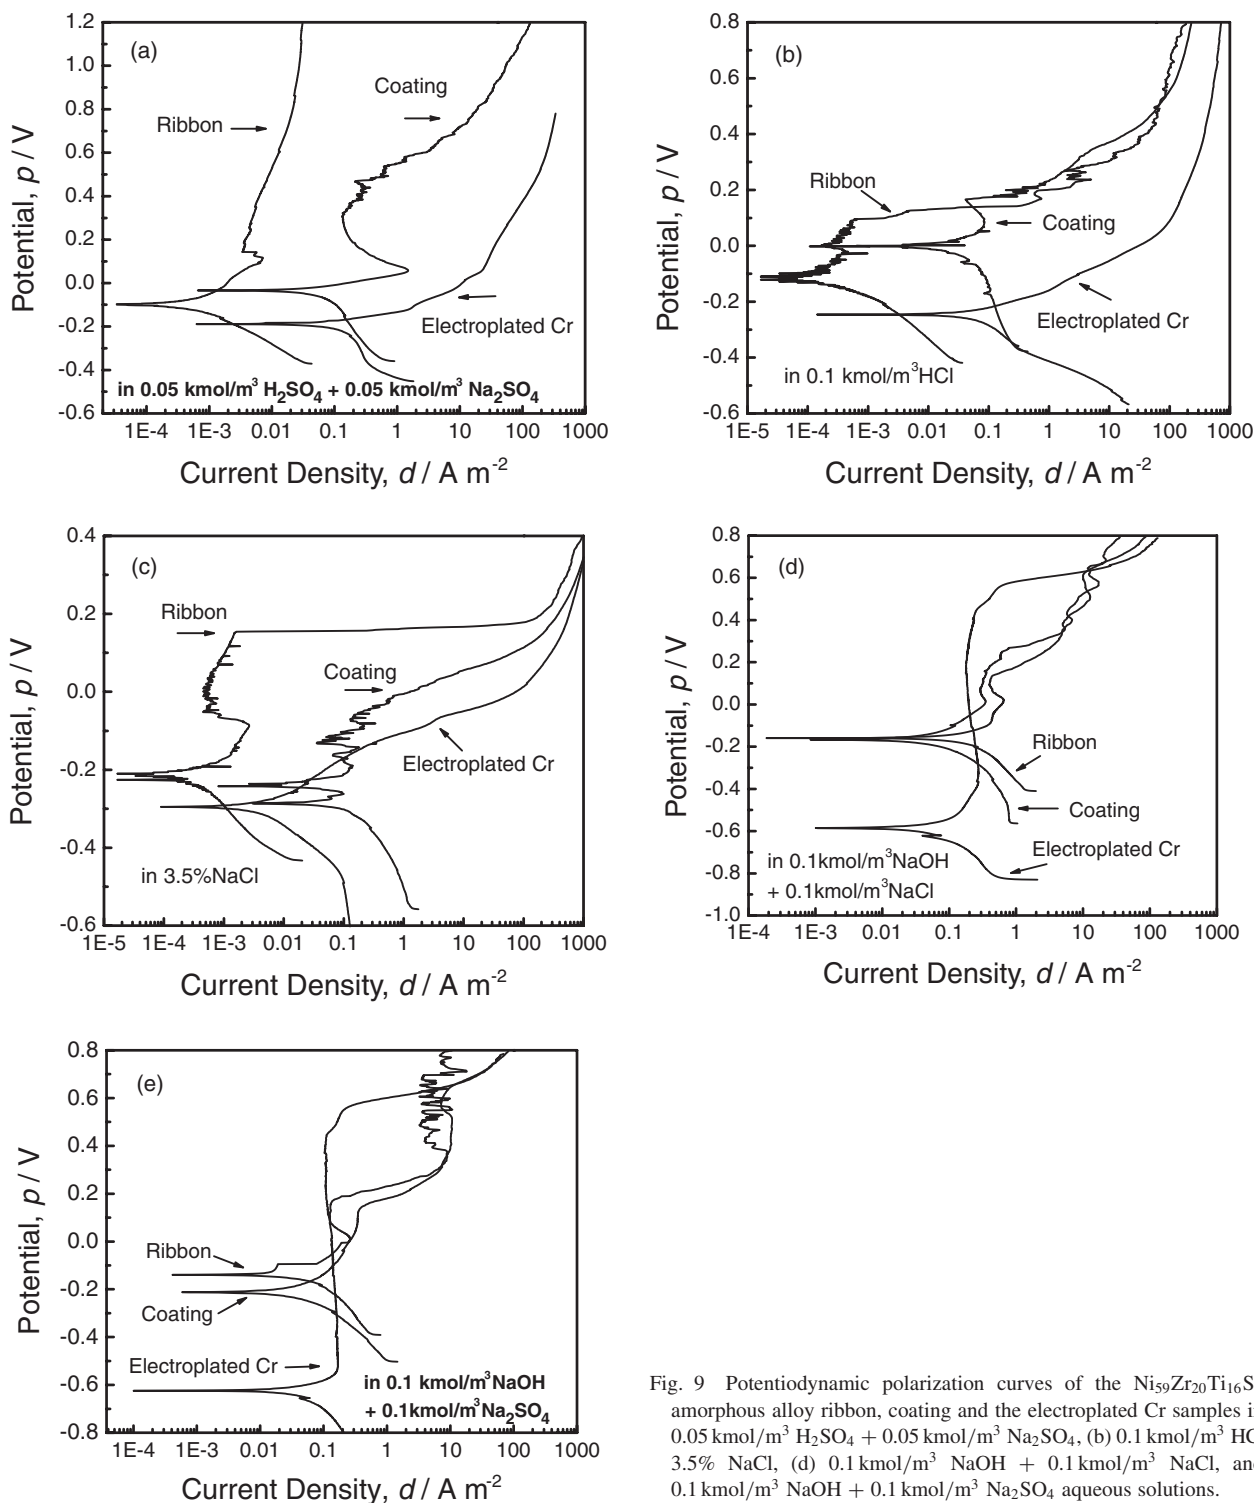 (a)
1.2
1.0
0.8
0.6
0.4
0.2
0.0
-0.2
-0.4
-0.6
Potential, p / V
Ribbon
Coating
Electroplated Cr
in 0.05 kmol/m³ H₂SO₄ + 0.05 kmol/m³ Na₂SO₄
1E-4 1E-3 0.01 0.1 1 10 100 1000
Current Density, d / A m⁻²
(b)
0.8
0.6
0.4
0.2
0.0
-0.2
-0.4
-0.6
Potential, p / V
Ribbon
Coating
Electroplated Cr
in 0.1 kmol/m³HCl
1E-5 1E-4 1E-3 0.01 0.1 1 10 100 1000
Current Density, d / A m⁻²
(c)
0.4
0.2
0.0
-0.2
-0.4
-0.6
Potential, p / V
Ribbon
Coating
Electroplated Cr
in 3.5%NaCl
1E-5 1E-4 1E-3 0.01 0.1 1 10 100 1000
Current Density, d / A m⁻²
(d)
0.8
0.6
0.4
0.2
0.0
-0.2
-0.4
-0.6
-0.8
-1.0
Potential, p / V
Ribbon
Coating
Electroplated Cr
in 0.1kmol/m³NaOH
+ 0.1kmol/m³NaCl
1E-4 1E-3 0.01 0.1 1 10 100 1000
Current Density, d / A m⁻²
(e)
0.8
0.6
0.4
0.2
0.0
-0.2
-0.4
-0.6
-0.8
Potential, p / V
Ribbon
Coating
Electroplated Cr
in 0.1 kmol/m³NaOH
+ 0.1kmol/m³Na₂SO₄
1E-4 1E-3 0.01 0.1 1 10 100 1000
Current Density, d / A m⁻²
Fig. 9 Potentiodynamic polarization curves of the Ni₅₉Zr₂₀Ti₁₆S
amorphous alloy ribbon, coating and the electroplated Cr samples i
0.05 kmol/m³ H₂SO₄ + 0.05 kmol/m³ Na₂SO₄, (b) 0.1 kmol/m³ HC
3.5% NaCl, (d) 0.1 kmol/m³ NaOH + 0.1 kmol/m³ NaCl, and
0.1 kmol/m³ NaOH + 0.1 kmol/m³ Na₂SO₄ aqueous solutions.